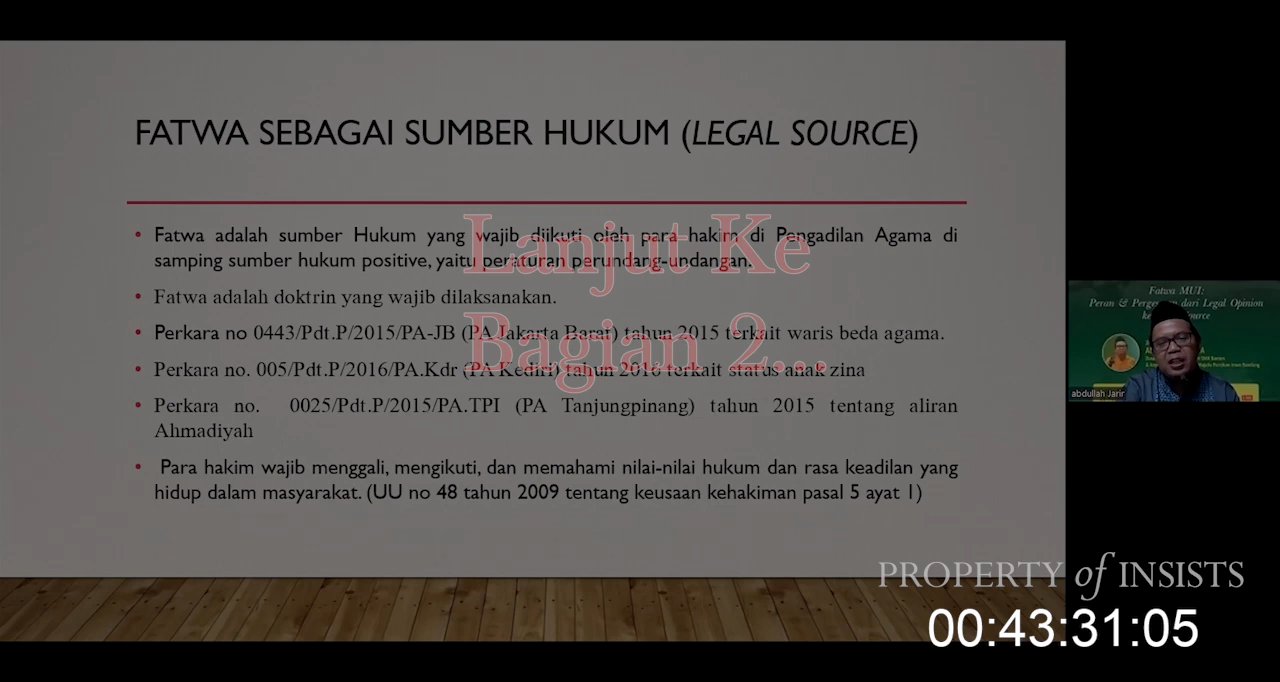 FATWA SEBAGAI SUMBER HUKUM (LEGAL SOURCE)
• Fatwa adalah sumber Hukum yang wajib diikuti oleh para hakim di Pengadilan Agama di
samping sumber hukum positive, yaitu peraturan perundang-undangan.
• Fatwa adalah doktrin yang wajib dilaksanakan.
• Perkara no 0443/Pdt.P/2015/PA-JB (PA Jakarta Barat) tahun 2015 terkait waris beda agama.
• Perkara no. 005/Pdt.P/2016/PA.Kdr (PA Kediri) tahun 2016 terkait status anak zina
• Perkara no. 0025/Pdt.P/2015/PA.TPI (PA Tanjungpinang) tahun 2015 tentang aliran
Ahmadiyah
• Para hakim wajib menggali, mengikuti, dan memahami nilai-nilai hukum dan rasa keadilan yang
hidup dalam masyarakat. (UU no 48 tahun 2009 tentang keusaan kehakiman pasal 5 ayat 1)
Lanjut Ke
Bagian 2...
Fatwa MUI:
Peran & dari Legal Opinion
abdullah Jarir
PROPERTY of INSISTS
00:43:31:05